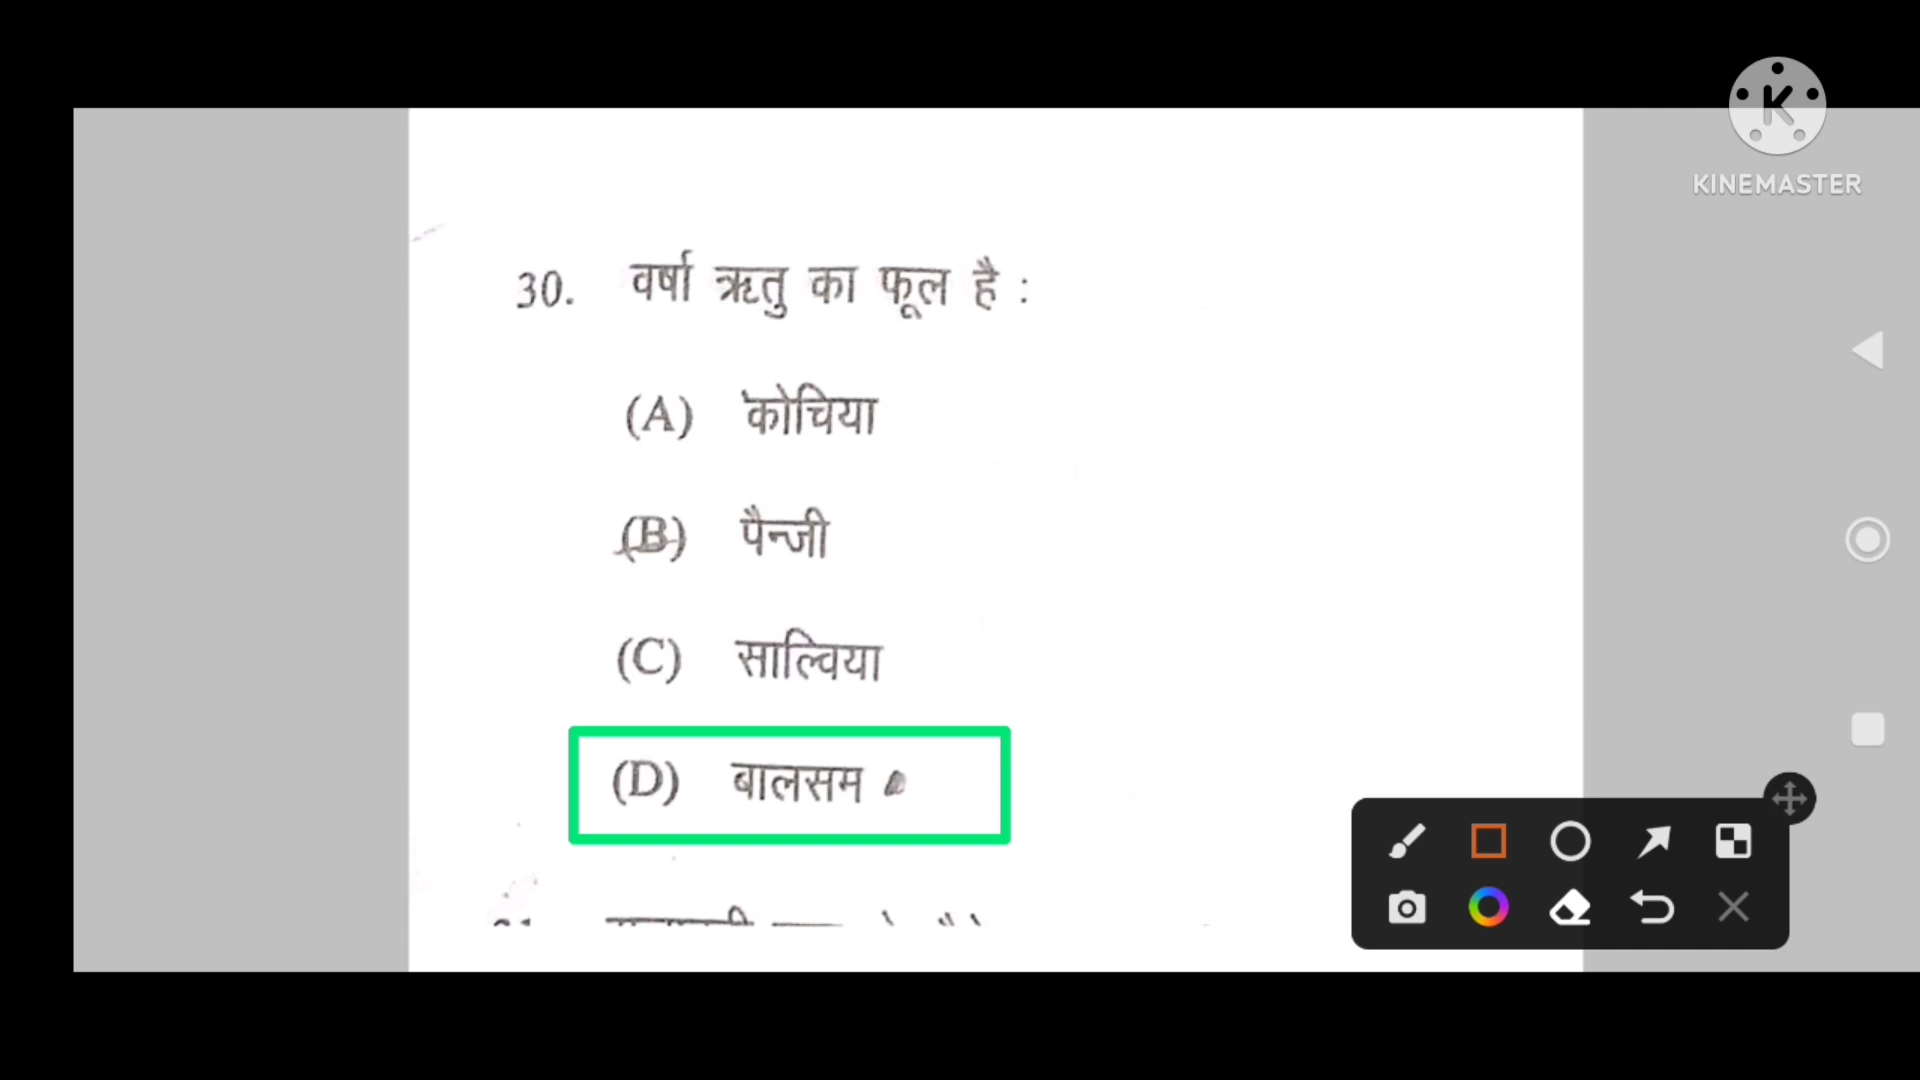 KINEMASTER
30. वर्षा ऋतु का फूल है :
(A) कोचिया
(B) पैन्जी
(C) साल्विया
(D) बालसम